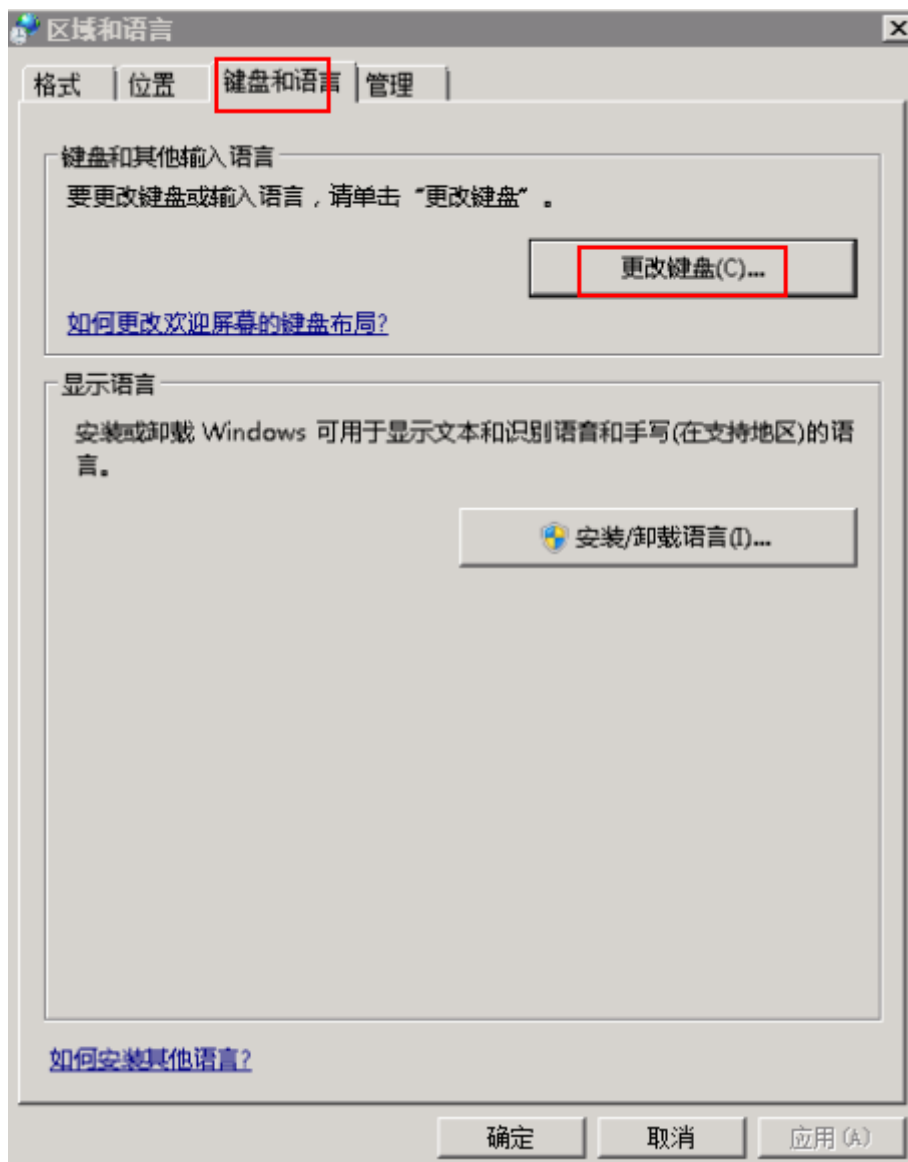 区域和语言
格式 位置 键盘和语言 管理
键盘和其他输入语言
要更改键盘或输入语言，请单击“更改键盘”。
更改键盘(C)...
如何更改欢迎屏幕的键盘布局?
显示语言
安装或卸载 Windows 可用于显示文本和识别语音和手写(在支持地区)的语
言。
安装/卸载语言(I)...
如何安装其他语言?
确定 取消 应用(A)